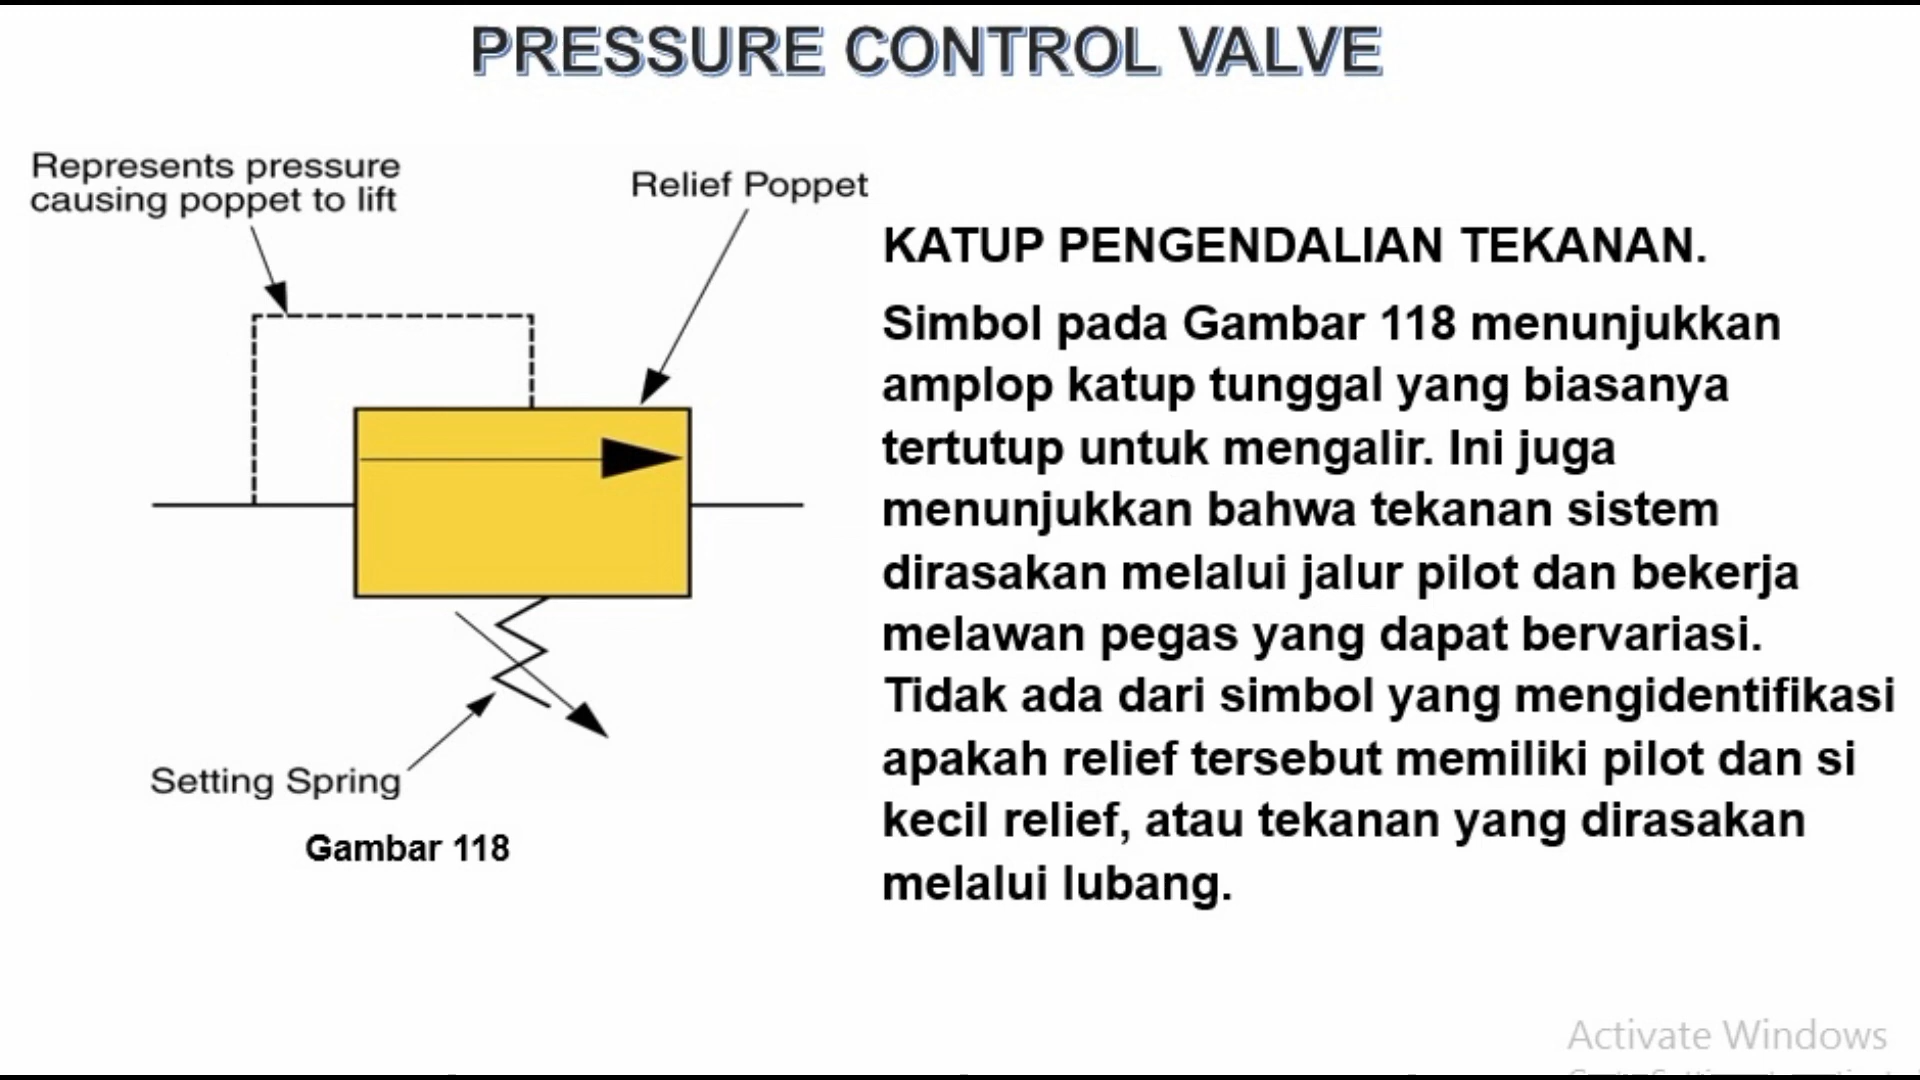 PRESSURE CONTROL VALVE
Represents pressure
causing poppet to lift
Relief Poppet
Setting Spring
Gambar 118
KATUP PENGENDALIAN TEKANAN.
Simbol pada Gambar 118 menunjukkan
amplop katup tunggal yang biasanya
tertutup untuk mengalir. Ini juga
menunjukkan bahwa tekanan sistem
dirasakan melalui jalur pilot dan bekerja
melawan pegas yang dapat bervariasi.
Tidak ada dari simbol yang mengidentifikasi
apakah relief tersebut memiliki pilot dan si
kecil relief, atau tekanan yang dirasakan
melalui lubang.
Activate Windows